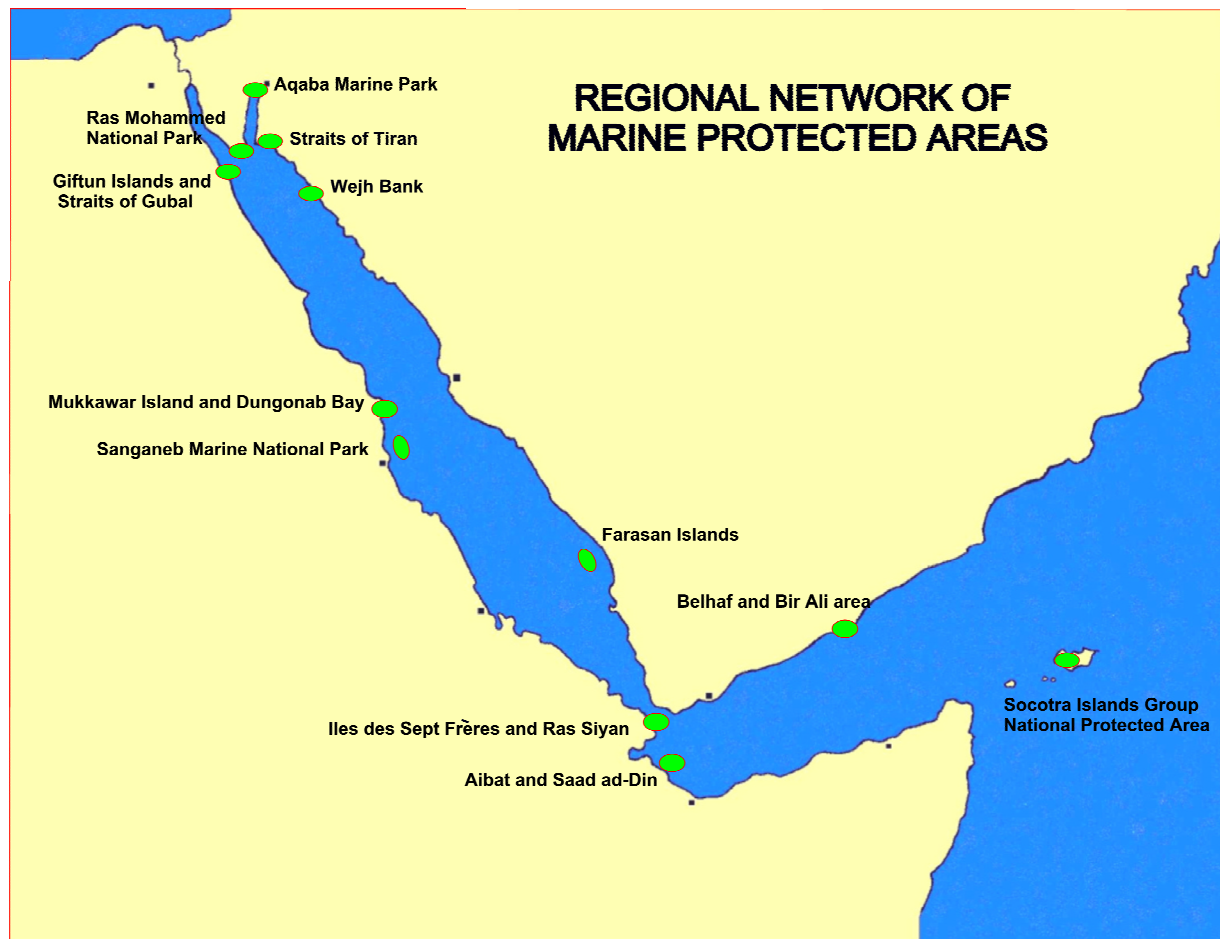 REGIONAL NETWORK OF
MARINE PROTECTED AREAS
Aqaba Marine Park
Ras Mohammed
National Park
Straits of Tiran
Giftun Islands and
Straits of Gubal
Wejh Bank
Mukkawar Island and Dungonab Bay
Sanganeb Marine National Park
Farasan Islands
Belhaf and Bir Ali area
Socotra Islands Group
National Protected Area
Iles des Sept Frères and Ras Siyan
Aibat and Saad ad-Din